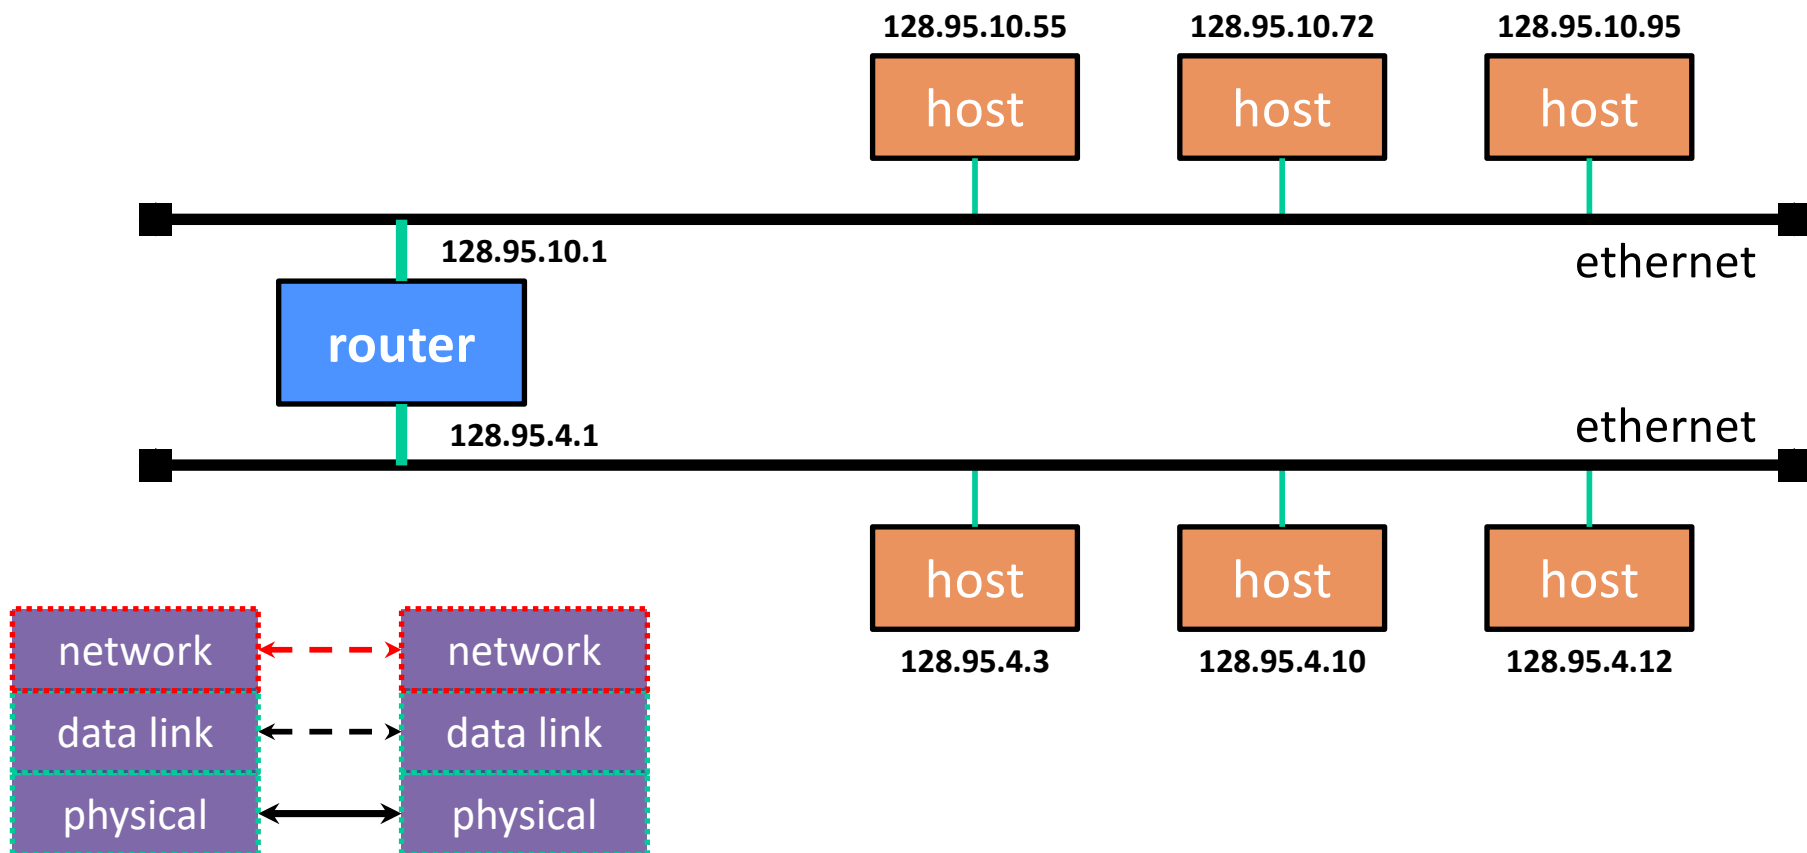 128.95.10.55 128.95.10.72 128.95.10.95
host host host
128.95.10.1
ethernet
router
128.95.4.1
ethernet
host host host
128.95.4.3 128.95.4.10 128.95.4.12
network network
data link data link
physical physical